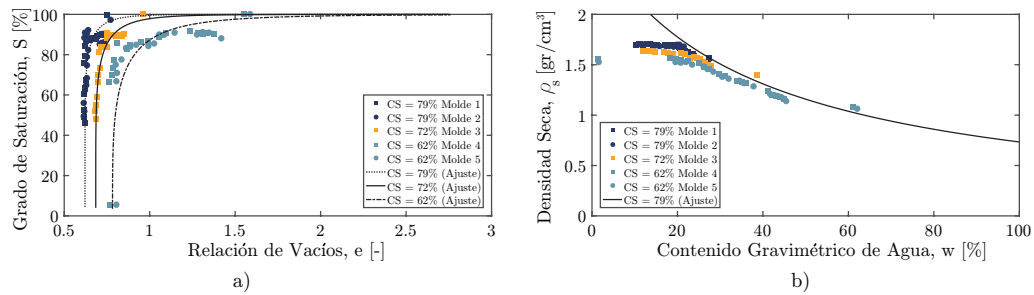 Grado de Saturación, S [%]
100
80
60
40
20
0
0.5
1
1.5
2
2.5
3
CS = 79% Molde 1
CS = 79% Molde 2
CS = 72% Molde 3
CS = 62% Molde 4
CS = 62% Molde 5
CS = 79% (Ajuste)
CS = 72% (Ajuste)
CS = 62% (Ajuste)
Relación de Vacíos, e [-]
a)
Densidad Seca, ρs [gr/cm³]
2
1.5
1
0.5
0
0
20
40
60
80
100
CS = 79% Molde 1
CS = 79% Molde 2
CS = 72% Molde 3
CS = 62% Molde 4
CS = 62% Molde 5
CS = 79% (Ajuste)
Contenido Gravimétrico de Agua, w [%]
b)